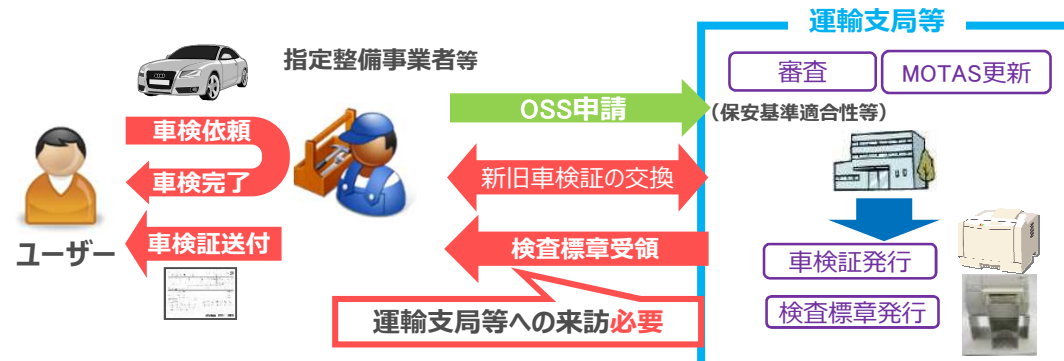 運輸支局等
指定整備事業者等
審査
MOTAS更新
(保安基準適合性等)
OSS申請
車検依頼
車検完了
新旧車検証の交換
ユーザー
車検証送付
検査標章受領
車検証発行
検査標章発行
運輸支局等への来訪必要